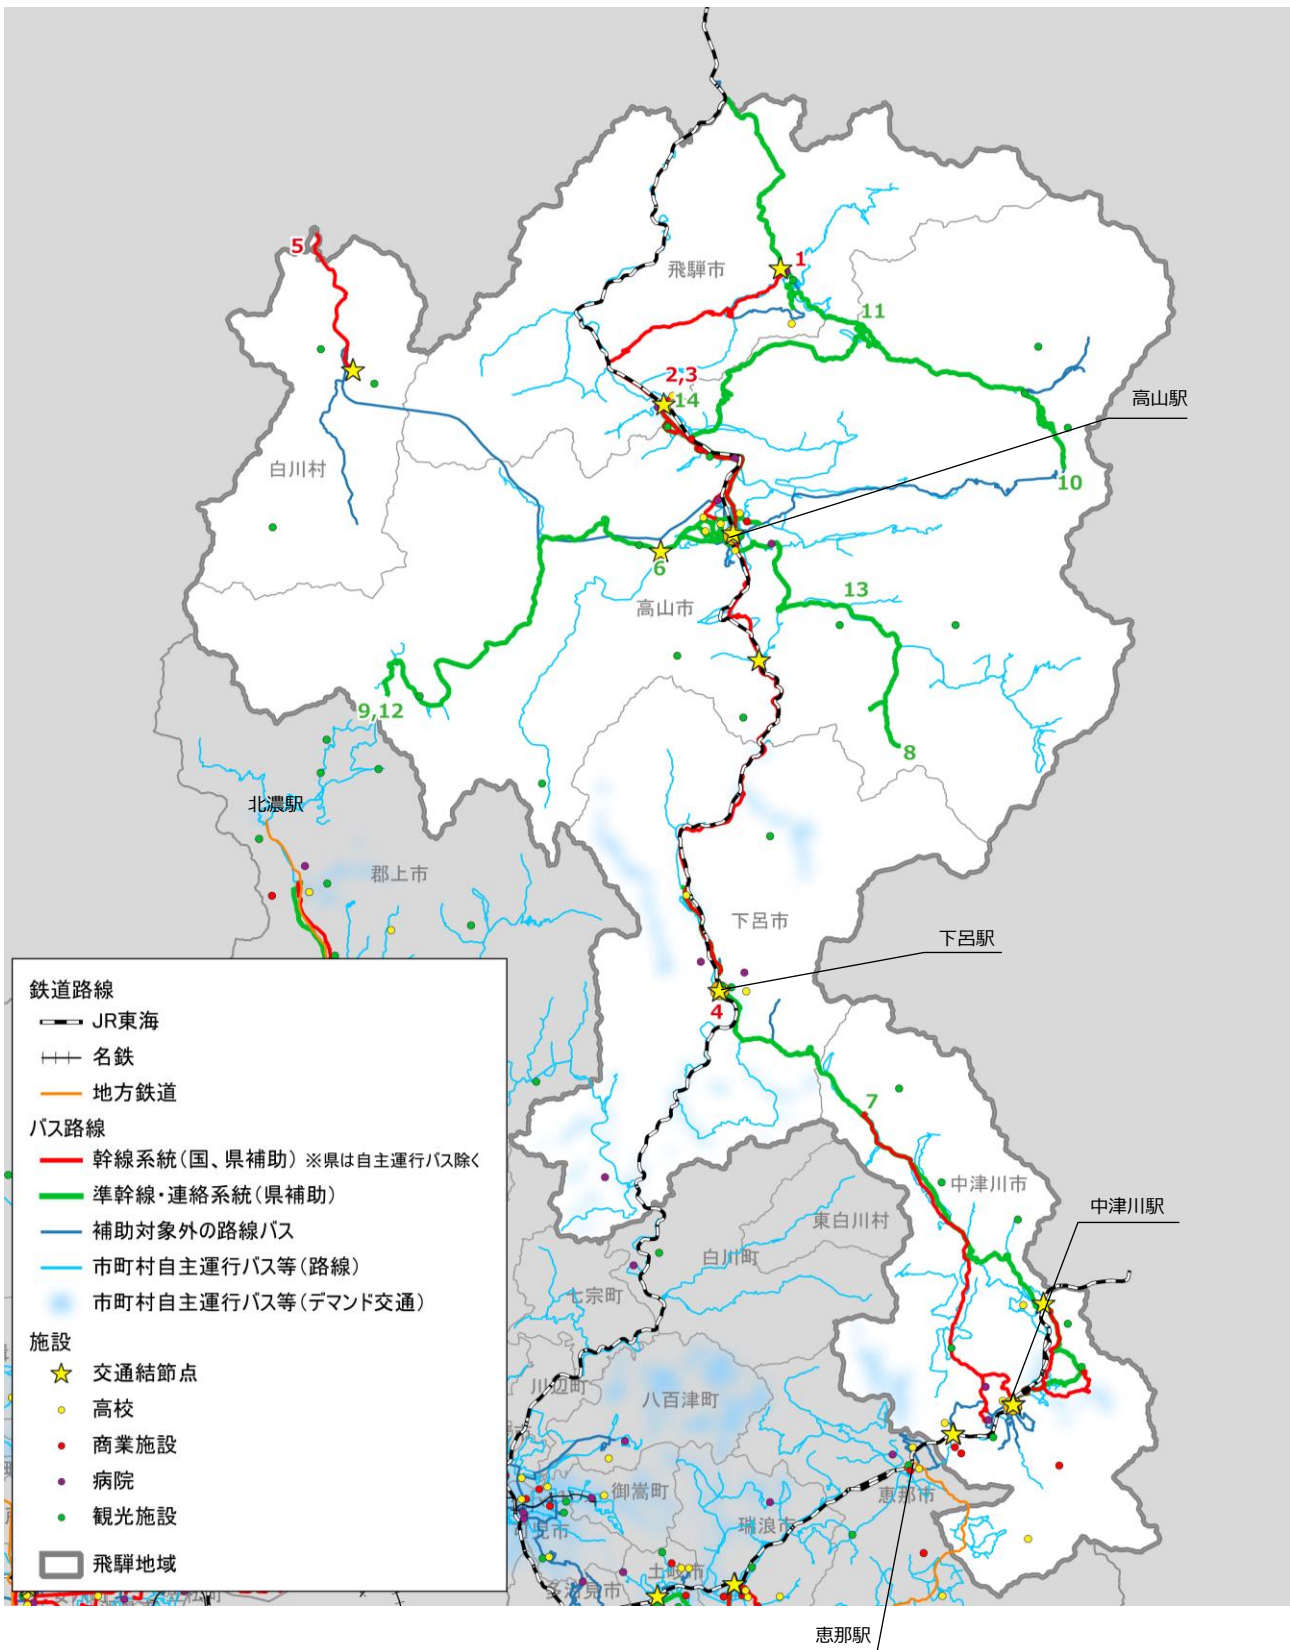 5
飛騨市
1
11
2,3
14
高山駅
白川村
10
6
高山市
13
9,12
8
北濃駅
郡上市
下呂市
下呂駅
4
7
中津川市
中津川駅
東白川村
白川町
七宗町
川辺町
八百津町
御嵩町
恵那市
瑞浪市
見市
土岐市
多治見市
恵那駅
鉄道路線
JR東海
名鉄
地方鉄道
バス路線
幹線系統(国、県補助) ※県は自主運行バス除く
準幹線・連絡系統(県補助)
補助対象外の路線バス
市町村自主運行バス等(路線)
市町村自主運行バス等(デマンド交通)
施設
交通結節点
高校
商業施設
病院
観光施設
飛騨地域